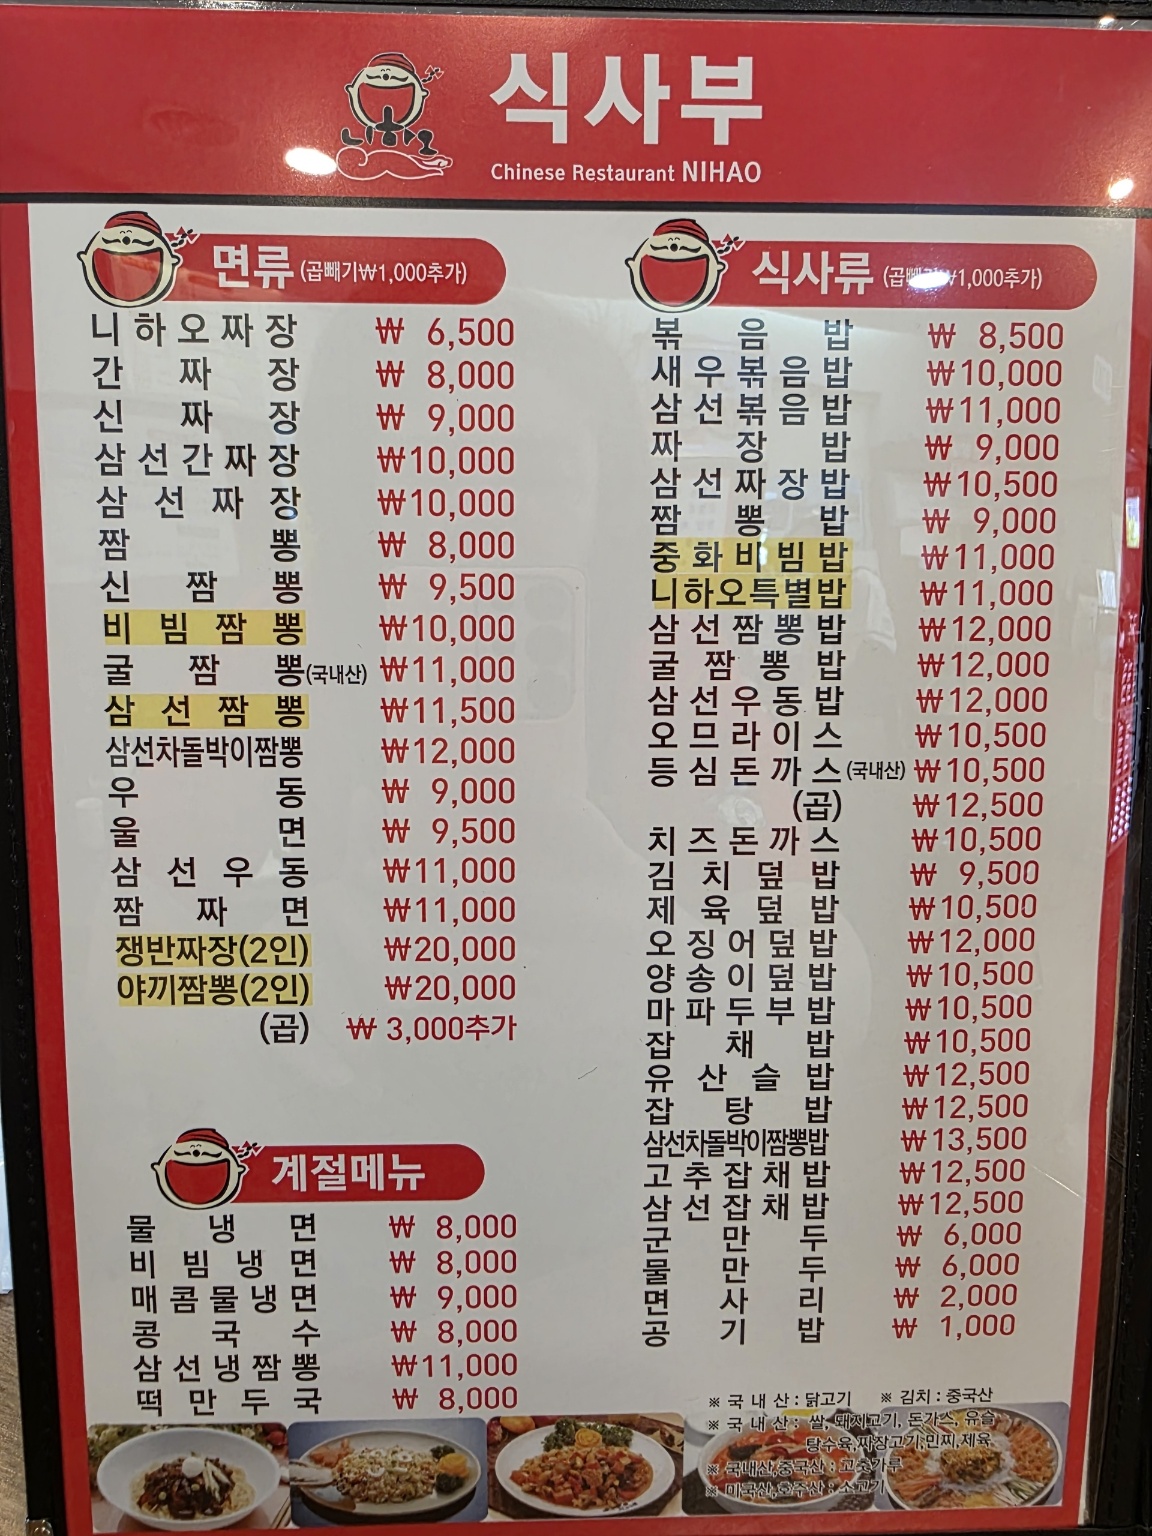 니하오
식사부
Chinese Restaurant NIHAO
면류 (곱빼기₩1,000추가)
니하오짜장 ₩ 6,500
간짜장 ₩ 8,000
신짜장 ₩ 9,000
삼선간짜장 ₩10,000
삼선짜장 ₩10,000
짬뽕 ₩ 8,000
신짬뽕 ₩ 9,500
비빔짬뽕 ₩10,000
굴짬뽕(국내산) ₩11,000
삼선짬뽕 ₩11,500
삼선차돌박이짬뽕 ₩12,000
우동 ₩ 9,000
울면 ₩ 9,500
삼선우동 ₩11,000
짬짜면 ₩11,000
쟁반짜장(2인) ₩20,000
야끼짬뽕(2인) ₩20,000
(곱) ₩ 3,000추가
계절메뉴
물냉면 ₩ 8,000
비빔냉면 ₩ 8,000
매콤물냉면 ₩ 9,000
콩국수 ₩ 8,000
삼선냉짬뽕 ₩11,000
떡만두국 ₩ 8,000
식사류 (곱빼기₩1,000추가)
볶음밥 ₩ 8,500
새우볶음밥 ₩10,000
삼선볶음밥 ₩11,000
짜장밥 ₩ 9,000
삼선짜장밥 ₩10,500
짬뽕밥 ₩ 9,000
중화비빔밥 ₩11,000
니하오특별밥 ₩11,000
삼선짬뽕밥 ₩12,000
굴짬뽕밥 ₩12,000
삼선우동밥 ₩12,000
오므라이스 ₩10,500
등심돈까스(국내산) ₩10,500
(곱) ₩12,500
치즈돈까스 ₩10,500
김치덮밥 ₩ 9,500
제육덮밥 ₩10,500
오징어덮밥 ₩12,000
양송이덮밥 ₩10,500
마파두부밥 ₩10,500
잡채밥 ₩10,500
유산슬밥 ₩12,500
잡탕밥 ₩12,500
삼선차돌박이짬뽕밥 ₩13,500
고추잡채밥 ₩12,500
삼선잡채밥 ₩12,500
군만두 ₩ 6,000
물만두 ₩ 6,000
면사리 ₩ 2,000
공기밥 ₩ 1,000
※ 국내산 : 닭고기 ※ 김치 : 중국산
※ 국내산 : 쌀, 돼지고기, 돈가스, 유슬
탕수육,짜장고기,민찌,제육
※ 국내산,중국산 : 고춧가루
※ 미국산,호주산 : 소고기